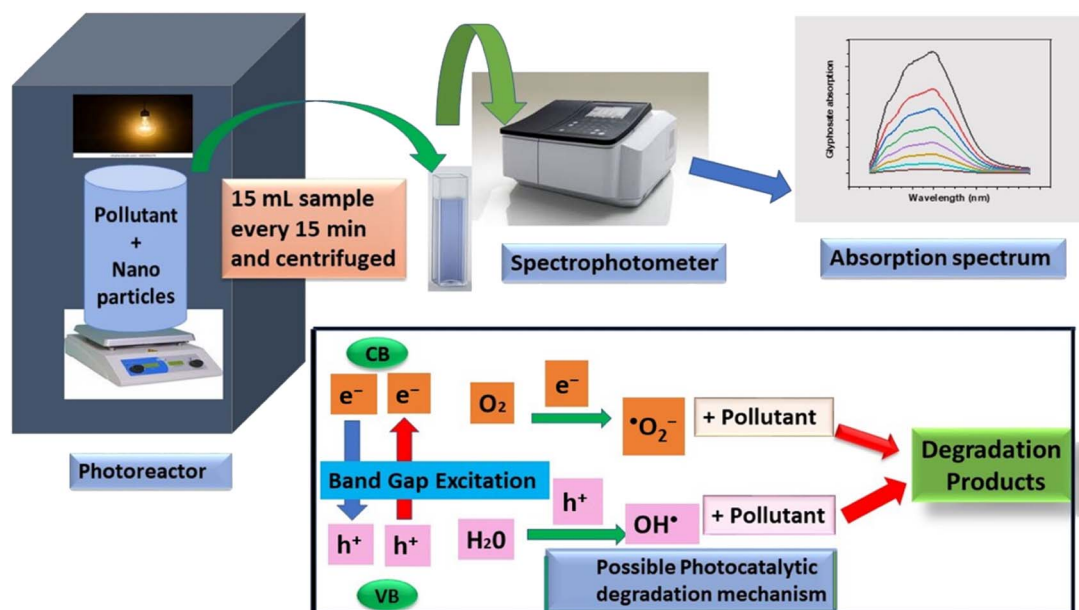 Pollutant
+
Nano
particles
Photoreactor
15 mL sample
every 15 min
and centrifuged
Spectrophotometer
Glyphosate absorption
Wavelength (nm)
Absorption spectrum
CB
e⁻ e⁻
Band Gap Excitation
h⁺ h⁺
VB
O₂ e⁻ •O₂⁻ + Pollutant
H₂0 h⁺ OH• + Pollutant
Degradation
Products
Possible Photocatalytic
degradation mechanism